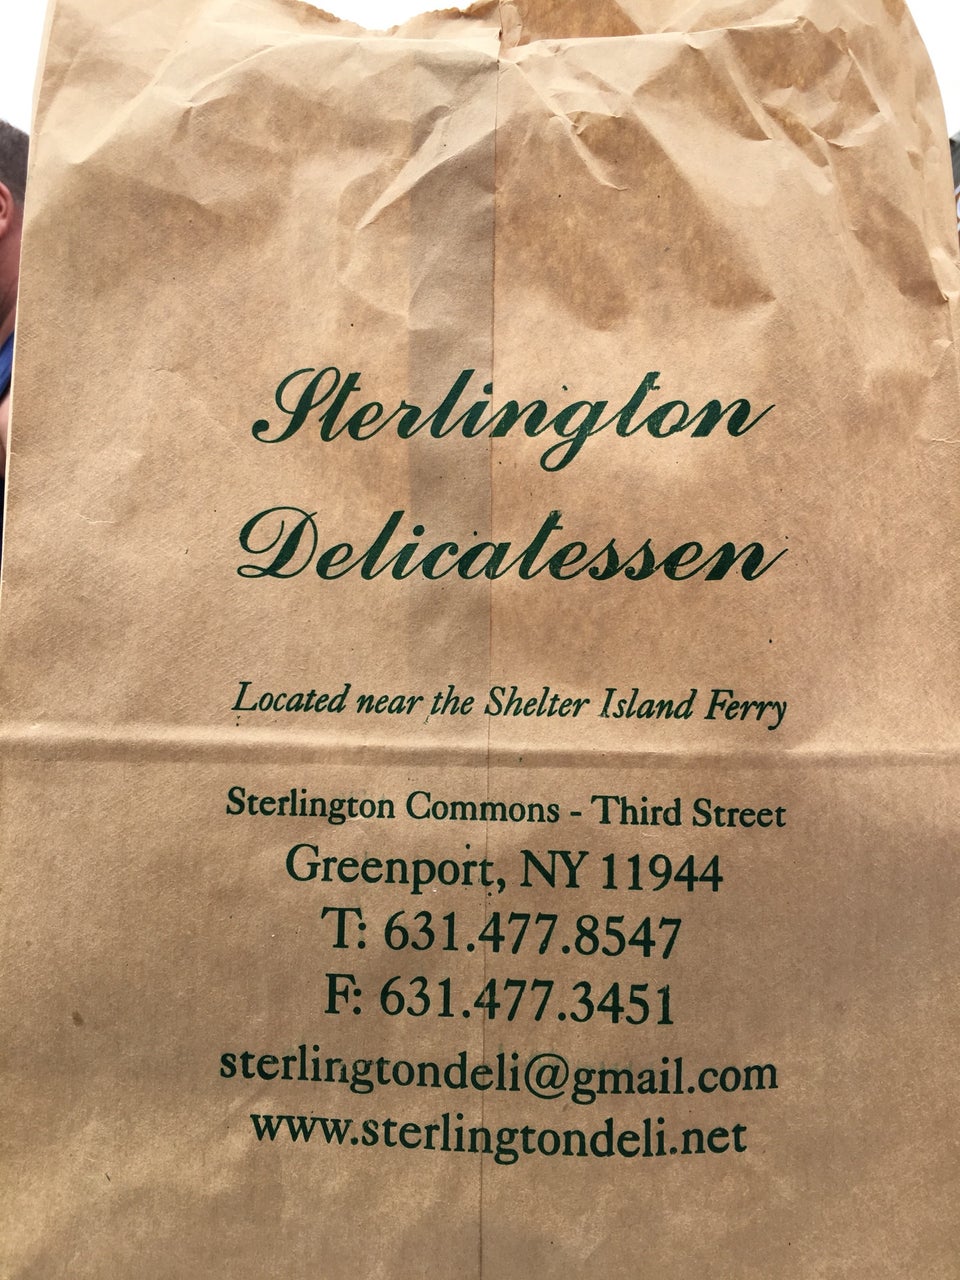 Sterlington
Delicatessen
Located near the Shelter Island Ferry
Sterlington Commons - Third Street
Greenport, NY 11944
T: 631.477.8547
F: 631.477.3451
sterlingtondeli@gmail.com
www.sterlingtondeli.net